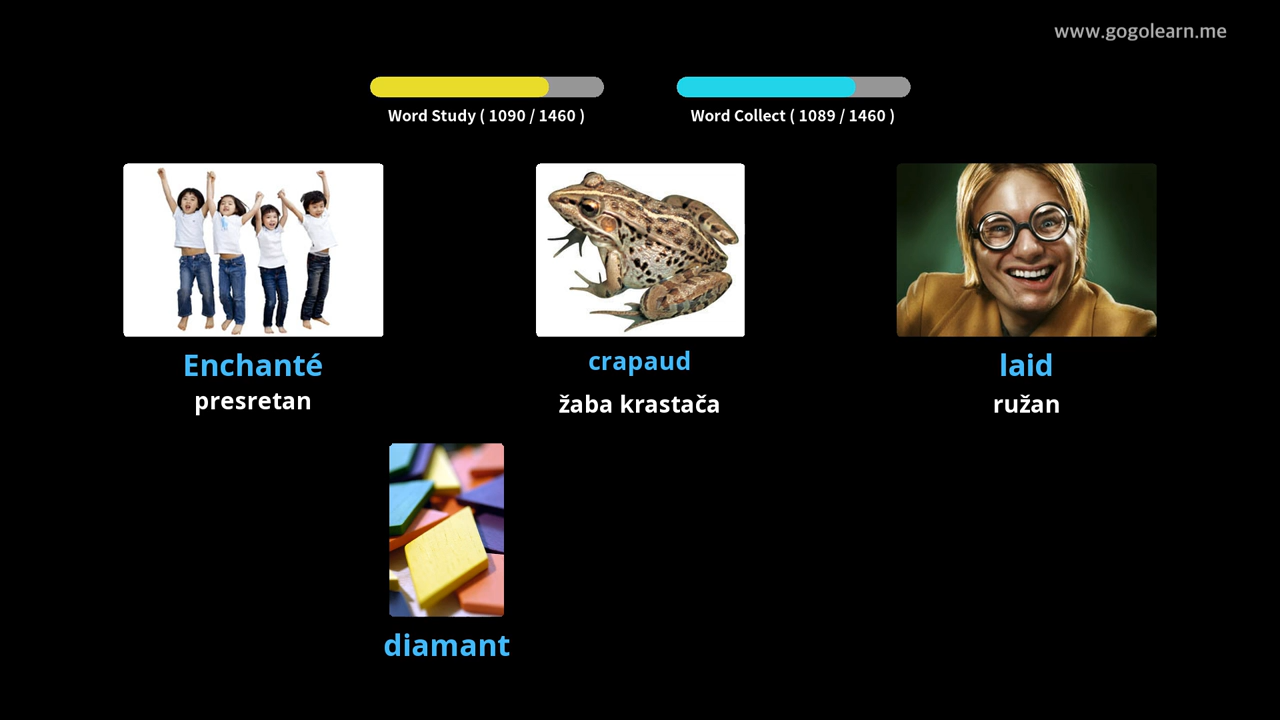 www.gogolearn.me
Word Study ( 1090 / 1460 )
Word Collect ( 1089 / 1460 )
Enchanté
presretan
crapaud
žaba krastača
laid
ružan
diamant